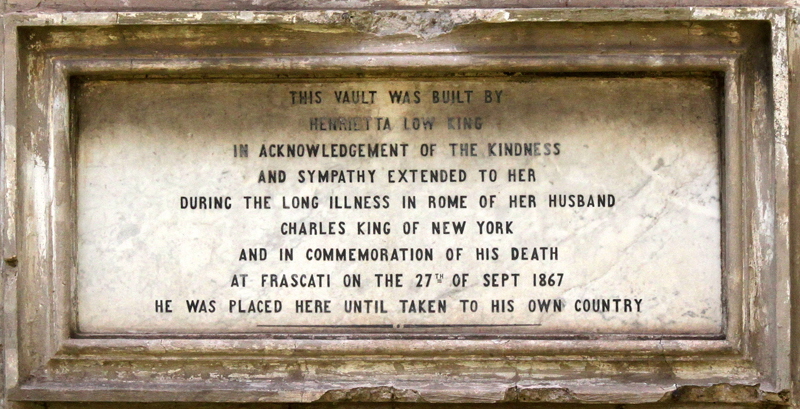 THIS VAULT WAS BUILT BY
HENRIETTA LOW KING
IN ACKNOWLEDGEMENT OF THE KINDNESS
AND SYMPATHY EXTENDED TO HER
DURING THE LONG ILLNESS IN ROME OF HER HUSBAND
CHARLES KING OF NEW YORK
AND IN COMMEMORATION OF HIS DEATH
AT FRASCATI ON THE 27TH OF SEPT 1867
HE WAS PLACED HERE UNTIL TAKEN TO HIS OWN COUNTRY